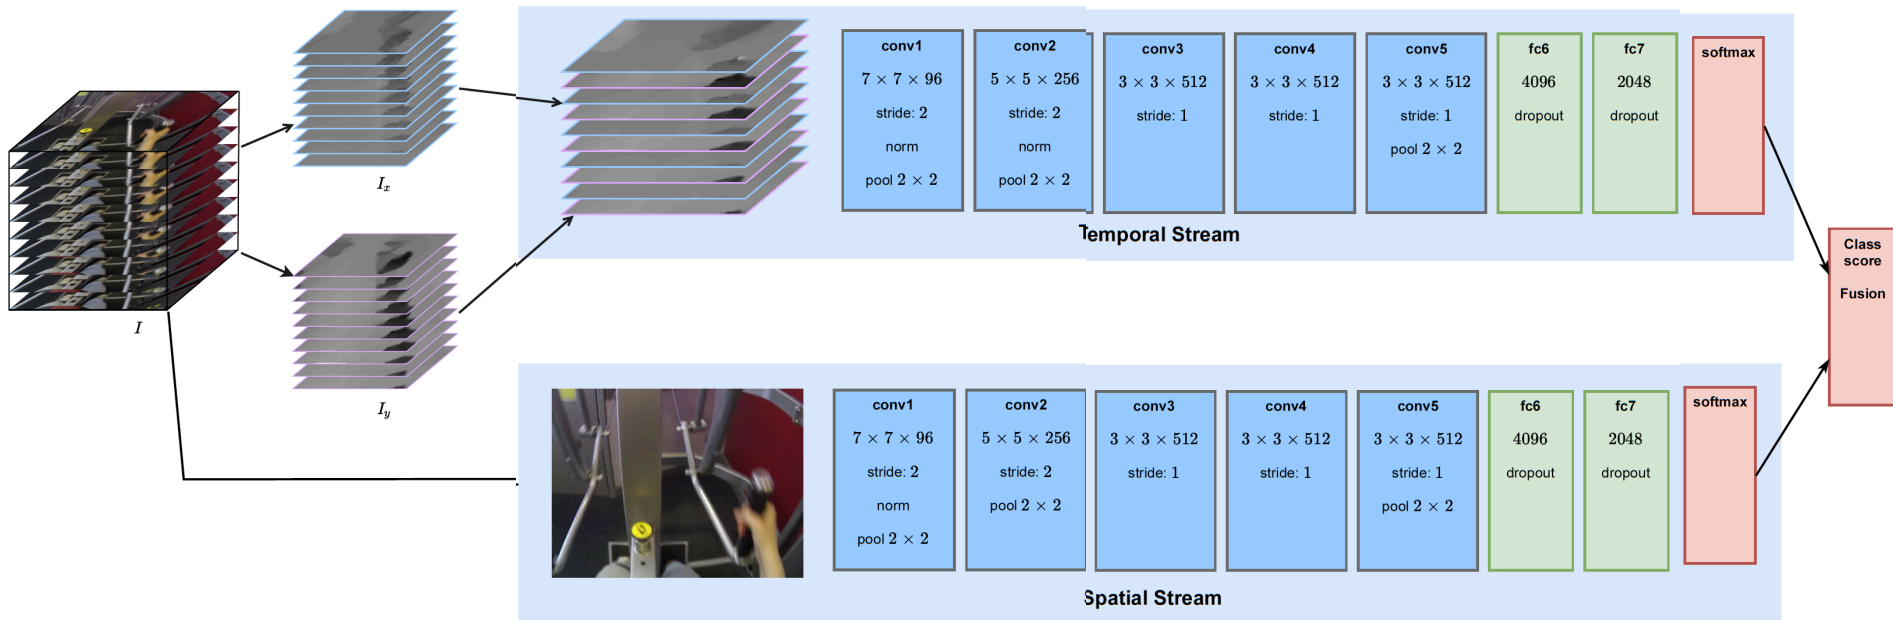 I
Iₓ
I_y
conv1
7 × 7 × 96
stride: 2
norm
pool 2 × 2
conv2
5 × 5 × 256
stride: 2
norm
pool 2 × 2
conv3
3 × 3 × 512
stride: 1
conv4
3 × 3 × 512
stride: 1
conv5
3 × 3 × 512
stride: 1
pool 2 × 2
fc6
4096
dropout
fc7
2048
dropout
softmax
Temporal Stream
Class
score
Fusion
conv1
7 × 7 × 96
stride: 2
norm
pool 2 × 2
conv2
5 × 5 × 256
stride: 2
pool 2 × 2
conv3
3 × 3 × 512
stride: 1
conv4
3 × 3 × 512
stride: 1
conv5
3 × 3 × 512
stride: 1
pool 2 × 2
fc6
4096
dropout
fc7
2048
dropout
softmax
Spatial Stream